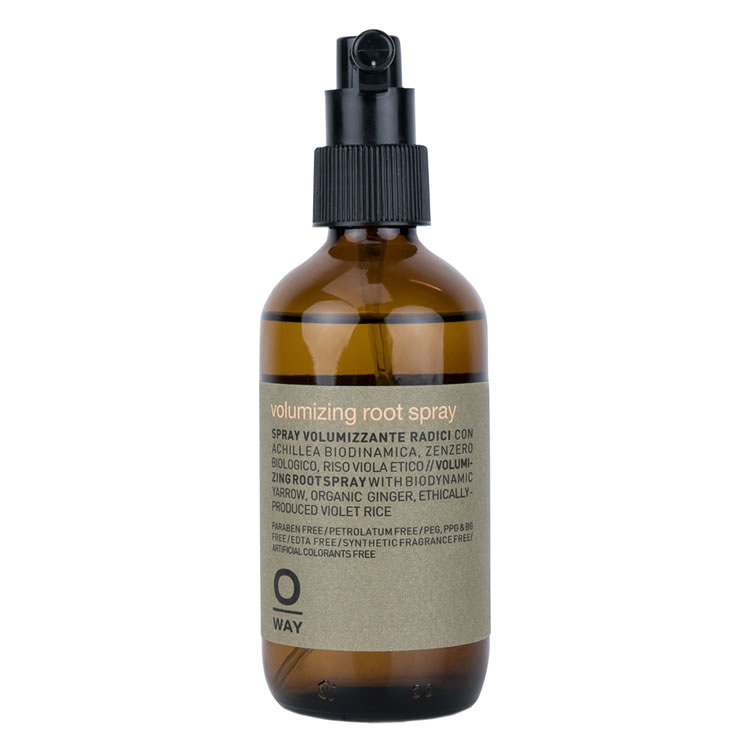 volumizing root spray
SPRAY VOLUMIZZANTE RADICI CON
ACHILLEA BIODINAMICA, ZENZERO
BIOLOGICO, RISO VIOLA ETICO // VOLUMI-
ZING ROOT SPRAY WITH BIODYNAMIC
YARROW, ORGANIC GINGER, ETHICALLY-
PRODUCED VIOLET RICE
PARABEN FREE/PETROLATUM FREE/PEG, PPG & BG
FREE/EDTA FREE/SYNTHETIC FRAGRANCE FREE/
ARTIFICIAL COLORANTS FREE
O
WAY